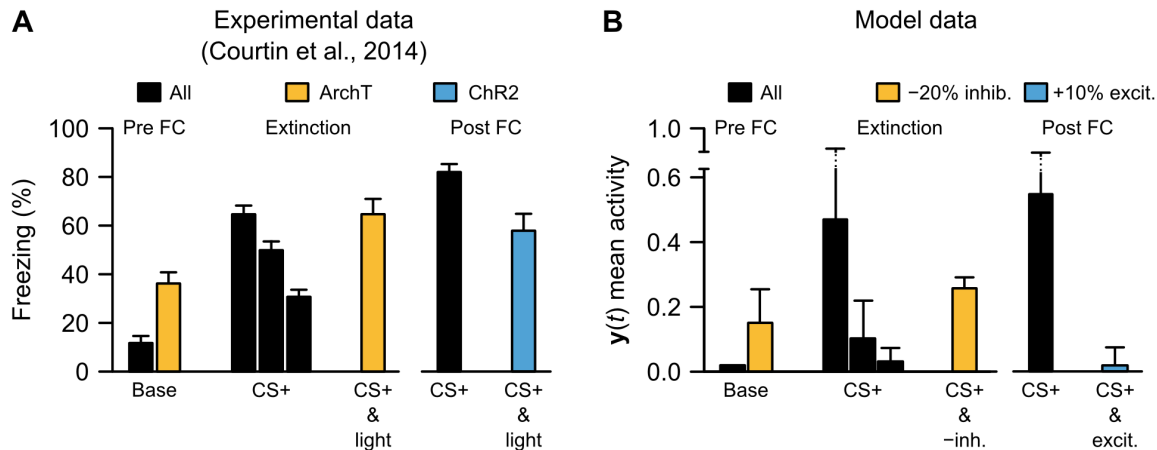 A
Experimental data
(Courtin et al., 2014)
All
ArchT
ChR2
Pre FC
Extinction
Post FC
Freezing (%)
100
80
60
40
20
0
Base
CS+
CS+
&
light
CS+
CS+
&
light
B
Model data
All
−20% inhib.
+10% excit.
Pre FC
Extinction
Post FC
y(t) mean activity
1.0
0.6
0.4
0.2
0.0
Base
CS+
CS+
&
−inh.
CS+
CS+
&
excit.